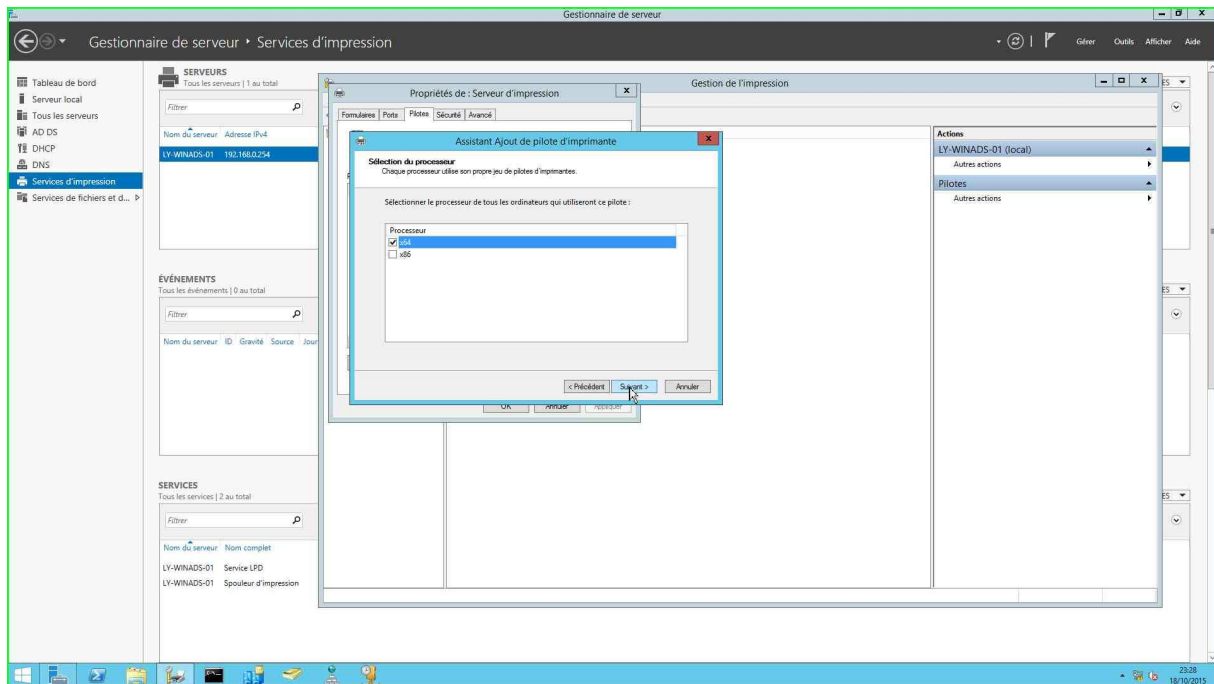 Gestionnaire de serveur
Gestionnaire de serveur • Services d'impression
Gérer Outils Afficher Aide
Tableau de bord
Serveur local
Tous les serveurs
AD DS
DHCP
DNS
Services d'impression
Services de fichiers et d...
SERVEURS
Tous les serveurs | 1 au total
Filtrer
Nom du serveur Adresse IPv4
LY-WINADS-01 192.168.0.254
ÉVÉNEMENTS
Tous les événements | 0 au total
Filtrer
Nom du serveur ID Gravité Source Jour
SERVICES
Tous les services | 2 au total
Filtrer
Nom du serveur Nom complet
LY-WINADS-01 Service LPD
LY-WINADS-01 Spouleur d'impression
Gestion de l'impression
Actions
LY-WINADS-01 (local)
Autres actions
Pilotes
Autres actions
ES
ES
ES
Propriétés de : Serveur d'impression
Formulaires Ports Pilotes Sécurité Avancé
OK Annuler Appliquer
Assistant Ajout de pilote d'imprimante
Sélection du processeur
Chaque processeur utilise son propre jeu de pilotes d'imprimantes.
Sélectionner le processeur de tous les ordinateurs qui utiliseront ce pilote :
Processeur
x64
x86
< Précédent Suivant > Annuler
23:28
18/10/2015